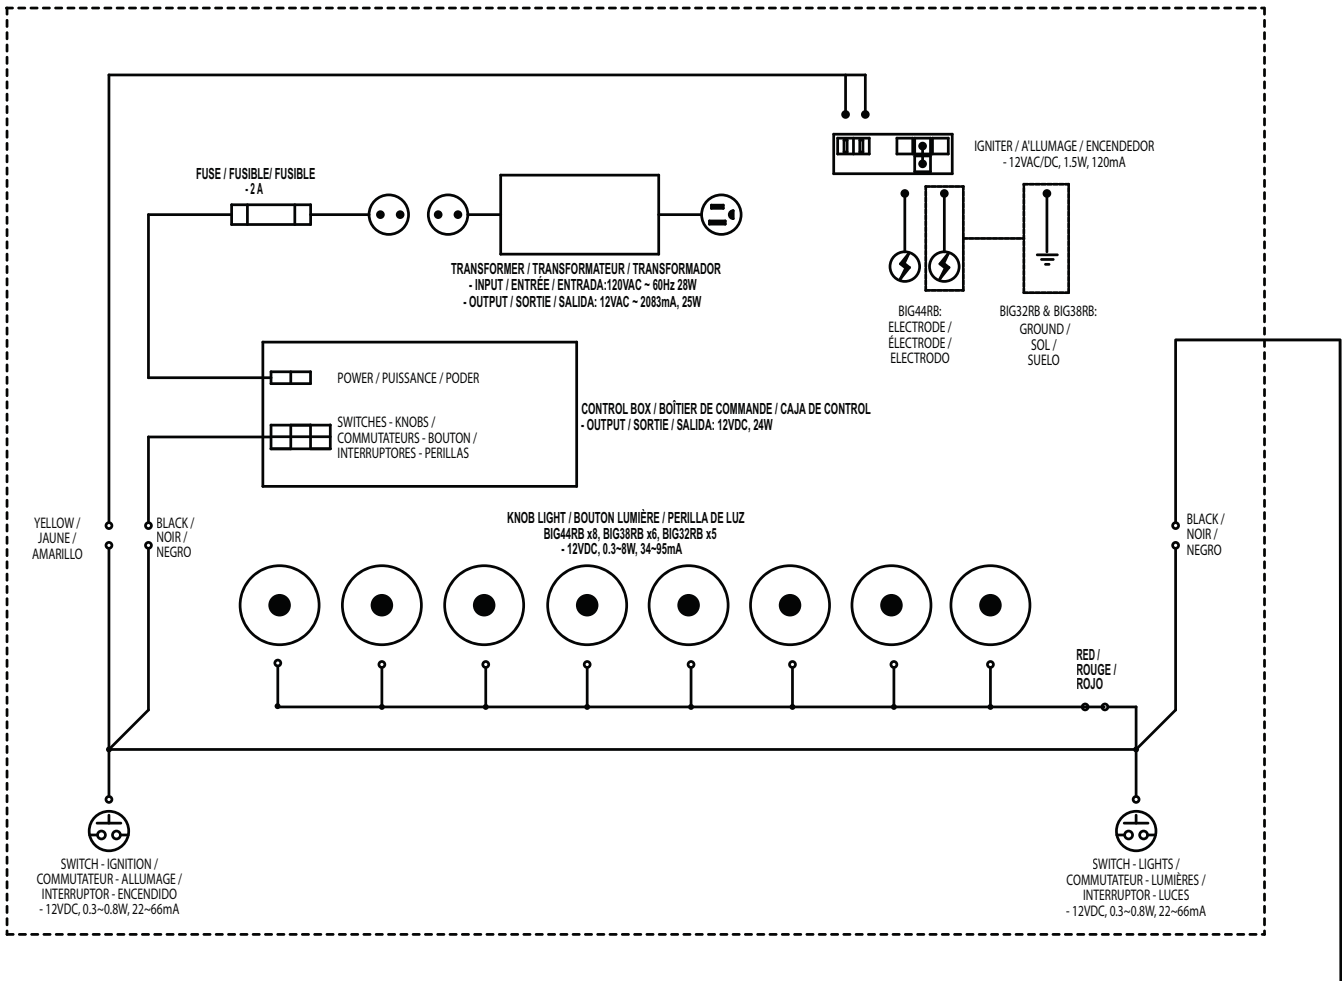 IGNITER / A'LLUMAGE / ENCENDEDOR
- 12VAC/DC, 1.5W, 120mA
FUSE / FUSIBLE/ FUSIBLE
- 2 A
TRANSFORMER / TRANSFORMATEUR / TRANSFORMADOR
- INPUT / ENTRÉE / ENTRADA:120VAC ~ 60Hz 28W
- OUTPUT / SORTIE / SALIDA: 12VAC ~ 2083mA, 25W
BIG44RB:
ELECTRODE /
ÉLECTRODE /
ELECTRODO
BIG32RB & BIG38RB:
GROUND /
SOL /
SUELO
POWER / PUISSANCE / PODER
SWITCHES - KNOBS /
COMMUTATEURS - BOUTON /
INTERRUPTORES - PERILLAS
CONTROL BOX / BOÎTIER DE COMMANDE / CAJA DE CONTROL
- OUTPUT / SORTIE / SALIDA: 12VDC, 24W
YELLOW /
JAUNE /
AMARILLO
BLACK /
NOIR /
NEGRO
KNOB LIGHT / BOUTON LUMIÈRE / PERILLA DE LUZ
BIG44RB x8, BIG38RB x6, BIG32RB x5
- 12VDC, 0.3~8W, 34~95mA
BLACK /
NOIR /
NEGRO
RED /
ROUGE /
ROJO
SWITCH - IGNITION /
COMMUTATEUR - ALLUMAGE /
INTERRUPTOR - ENCENDIDO
- 12VDC, 0.3~0.8W, 22~66mA
SWITCH - LIGHTS /
COMMUTATEUR - LUMIÈRES /
INTERRUPTOR - LUCES
- 12VDC, 0.3~0.8W, 22~66mA